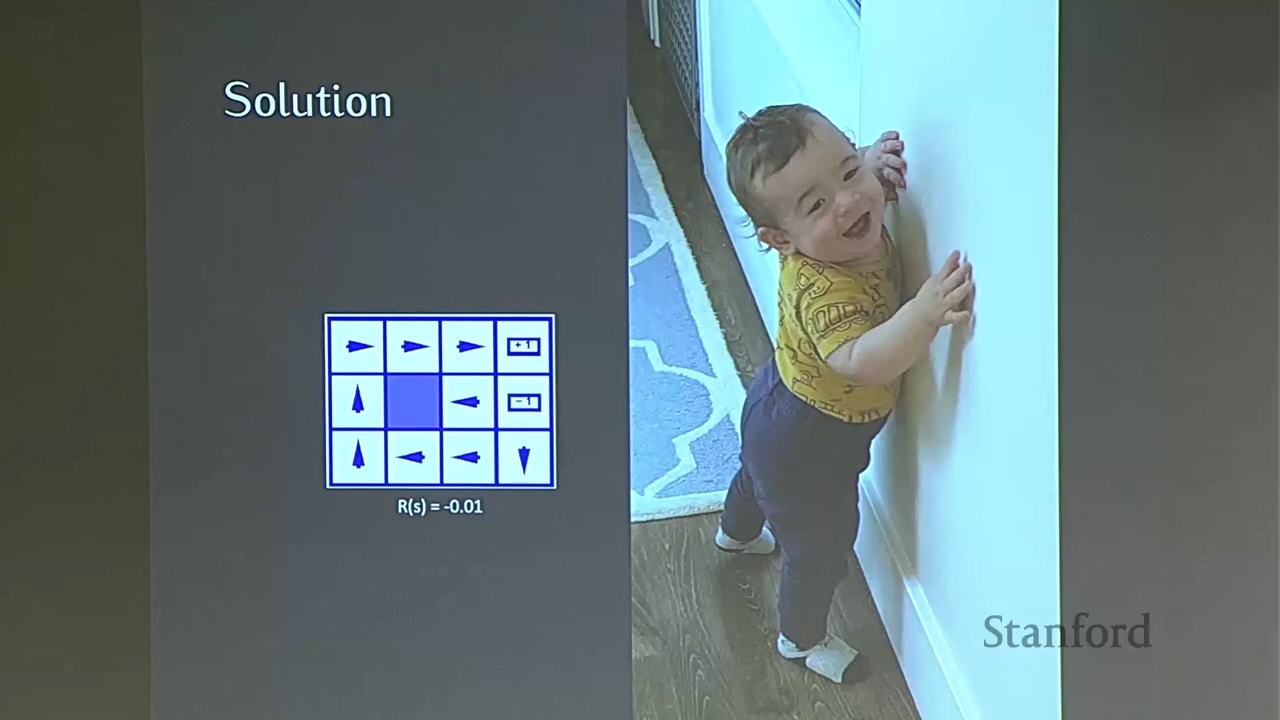 Solution
+1
-1
R(s) = -0.01
Stanford